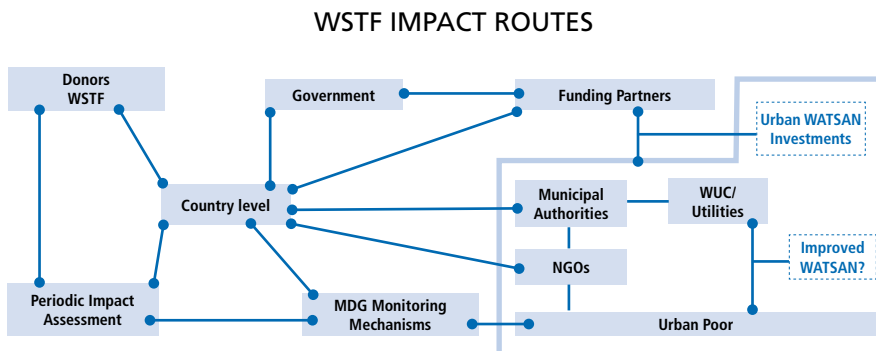 WSTF IMPACT ROUTES
Donors
WSTF
Government
Funding Partners
Urban WATSAN
Investments
Country level
Municipal
Authorities
WUC/
Utilities
NGOs
Improved
WATSAN?
Periodic Impact
Assessment
MDG Monitoring
Mechanisms
Urban Poor